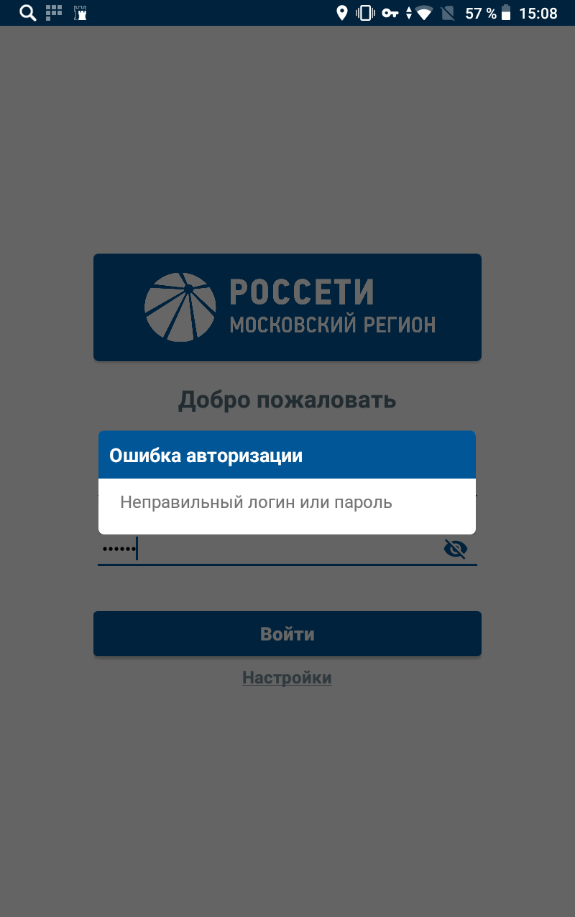 57 % 15:08
РОССЕТИ
МОСКОВСКИЙ РЕГИОН
Добро пожаловать
Ошибка авторизации
Неправильный логин или пароль
••••••
Войти
Настройки